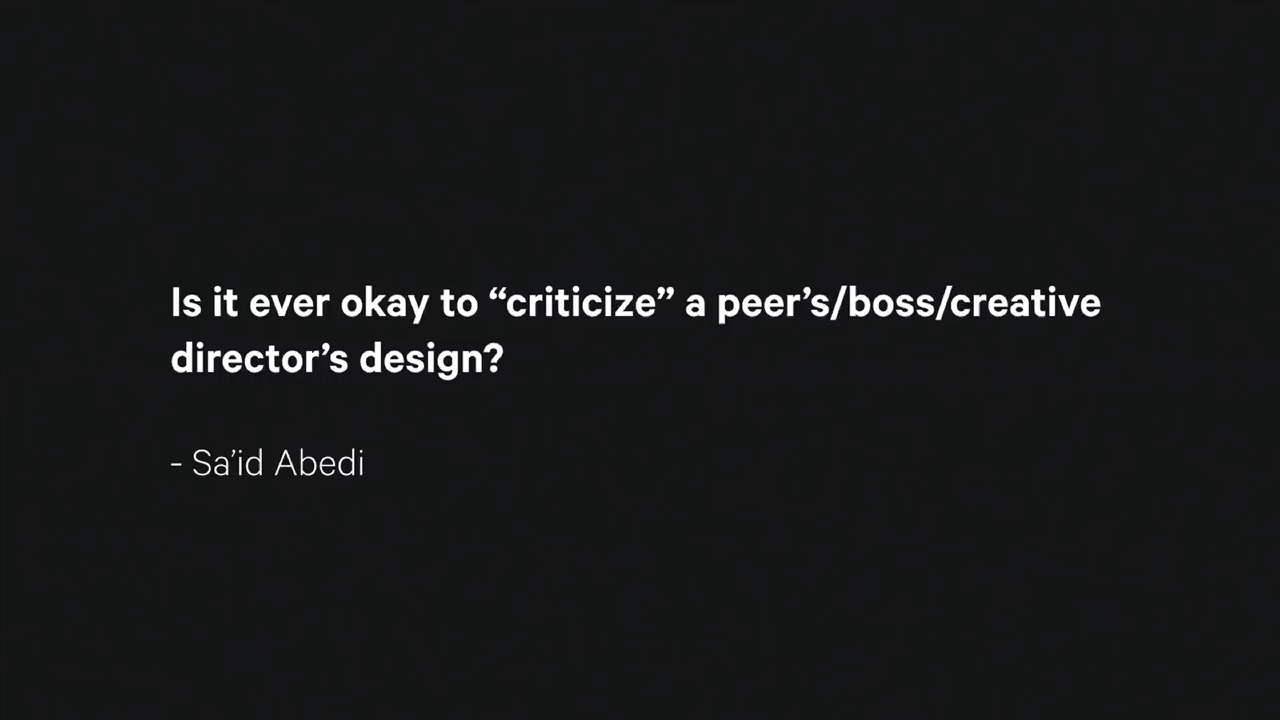 Is it ever okay to “criticize” a peer’s/boss/creative
director’s design?
- Sa’id Abedi